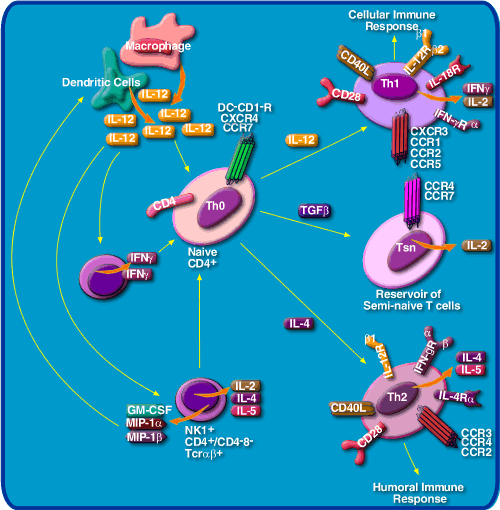 Macrophage
Dendritic Cells
IL-12
IL-12
IL-12
IL-12
IL-12
IL-12
DC-CD1-R
CXCR4
CCR7
CD4
Th0
Naive
CD4+
IFNγ
IFNγ
GM-CSF
MIP-1α
MIP-1β
IL-2
IL-4
IL-5
NK1+
CD4+/CD4-8-
Tcrαβ+
IL-12
TGFβ
IL-4
Cellular Immune
Response
CD40L
IL-12R
β1
β2
IL-18R
Th1
CD28
IFNγ
IL-2
IFN-γR α
CXCR3
CCR1
CCR2
CCR5
CCR4
CCR7
Tsn
IL-2
Reservoir of
Semi-naive T cells
β1
IL-12R
IFN-gR
α
β
IL-4
IL-5
Th2
CD40L
IL-4Rα
CD28
CCR3
CCR4
CCR2
Humoral Immune
Response